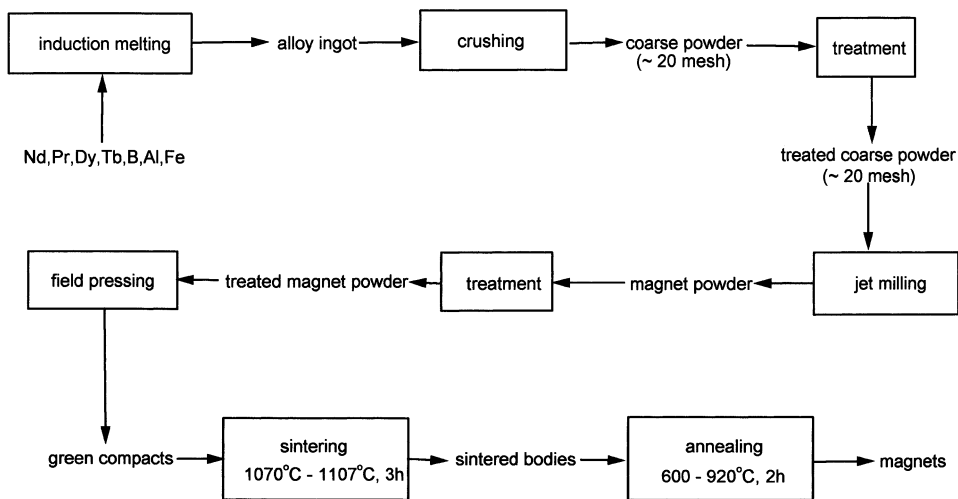 induction melting
alloy ingot
crushing
coarse powder
(~ 20 mesh)
treatment
Nd,Pr,Dy,Tb,B,Al,Fe
treated coarse powder
(~ 20 mesh)
field pressing
treated magnet powder
treatment
magnet powder
jet milling
green compacts
sintering
1070°C - 1107°C, 3h
sintered bodies
annealing
600 - 920°C, 2h
magnets